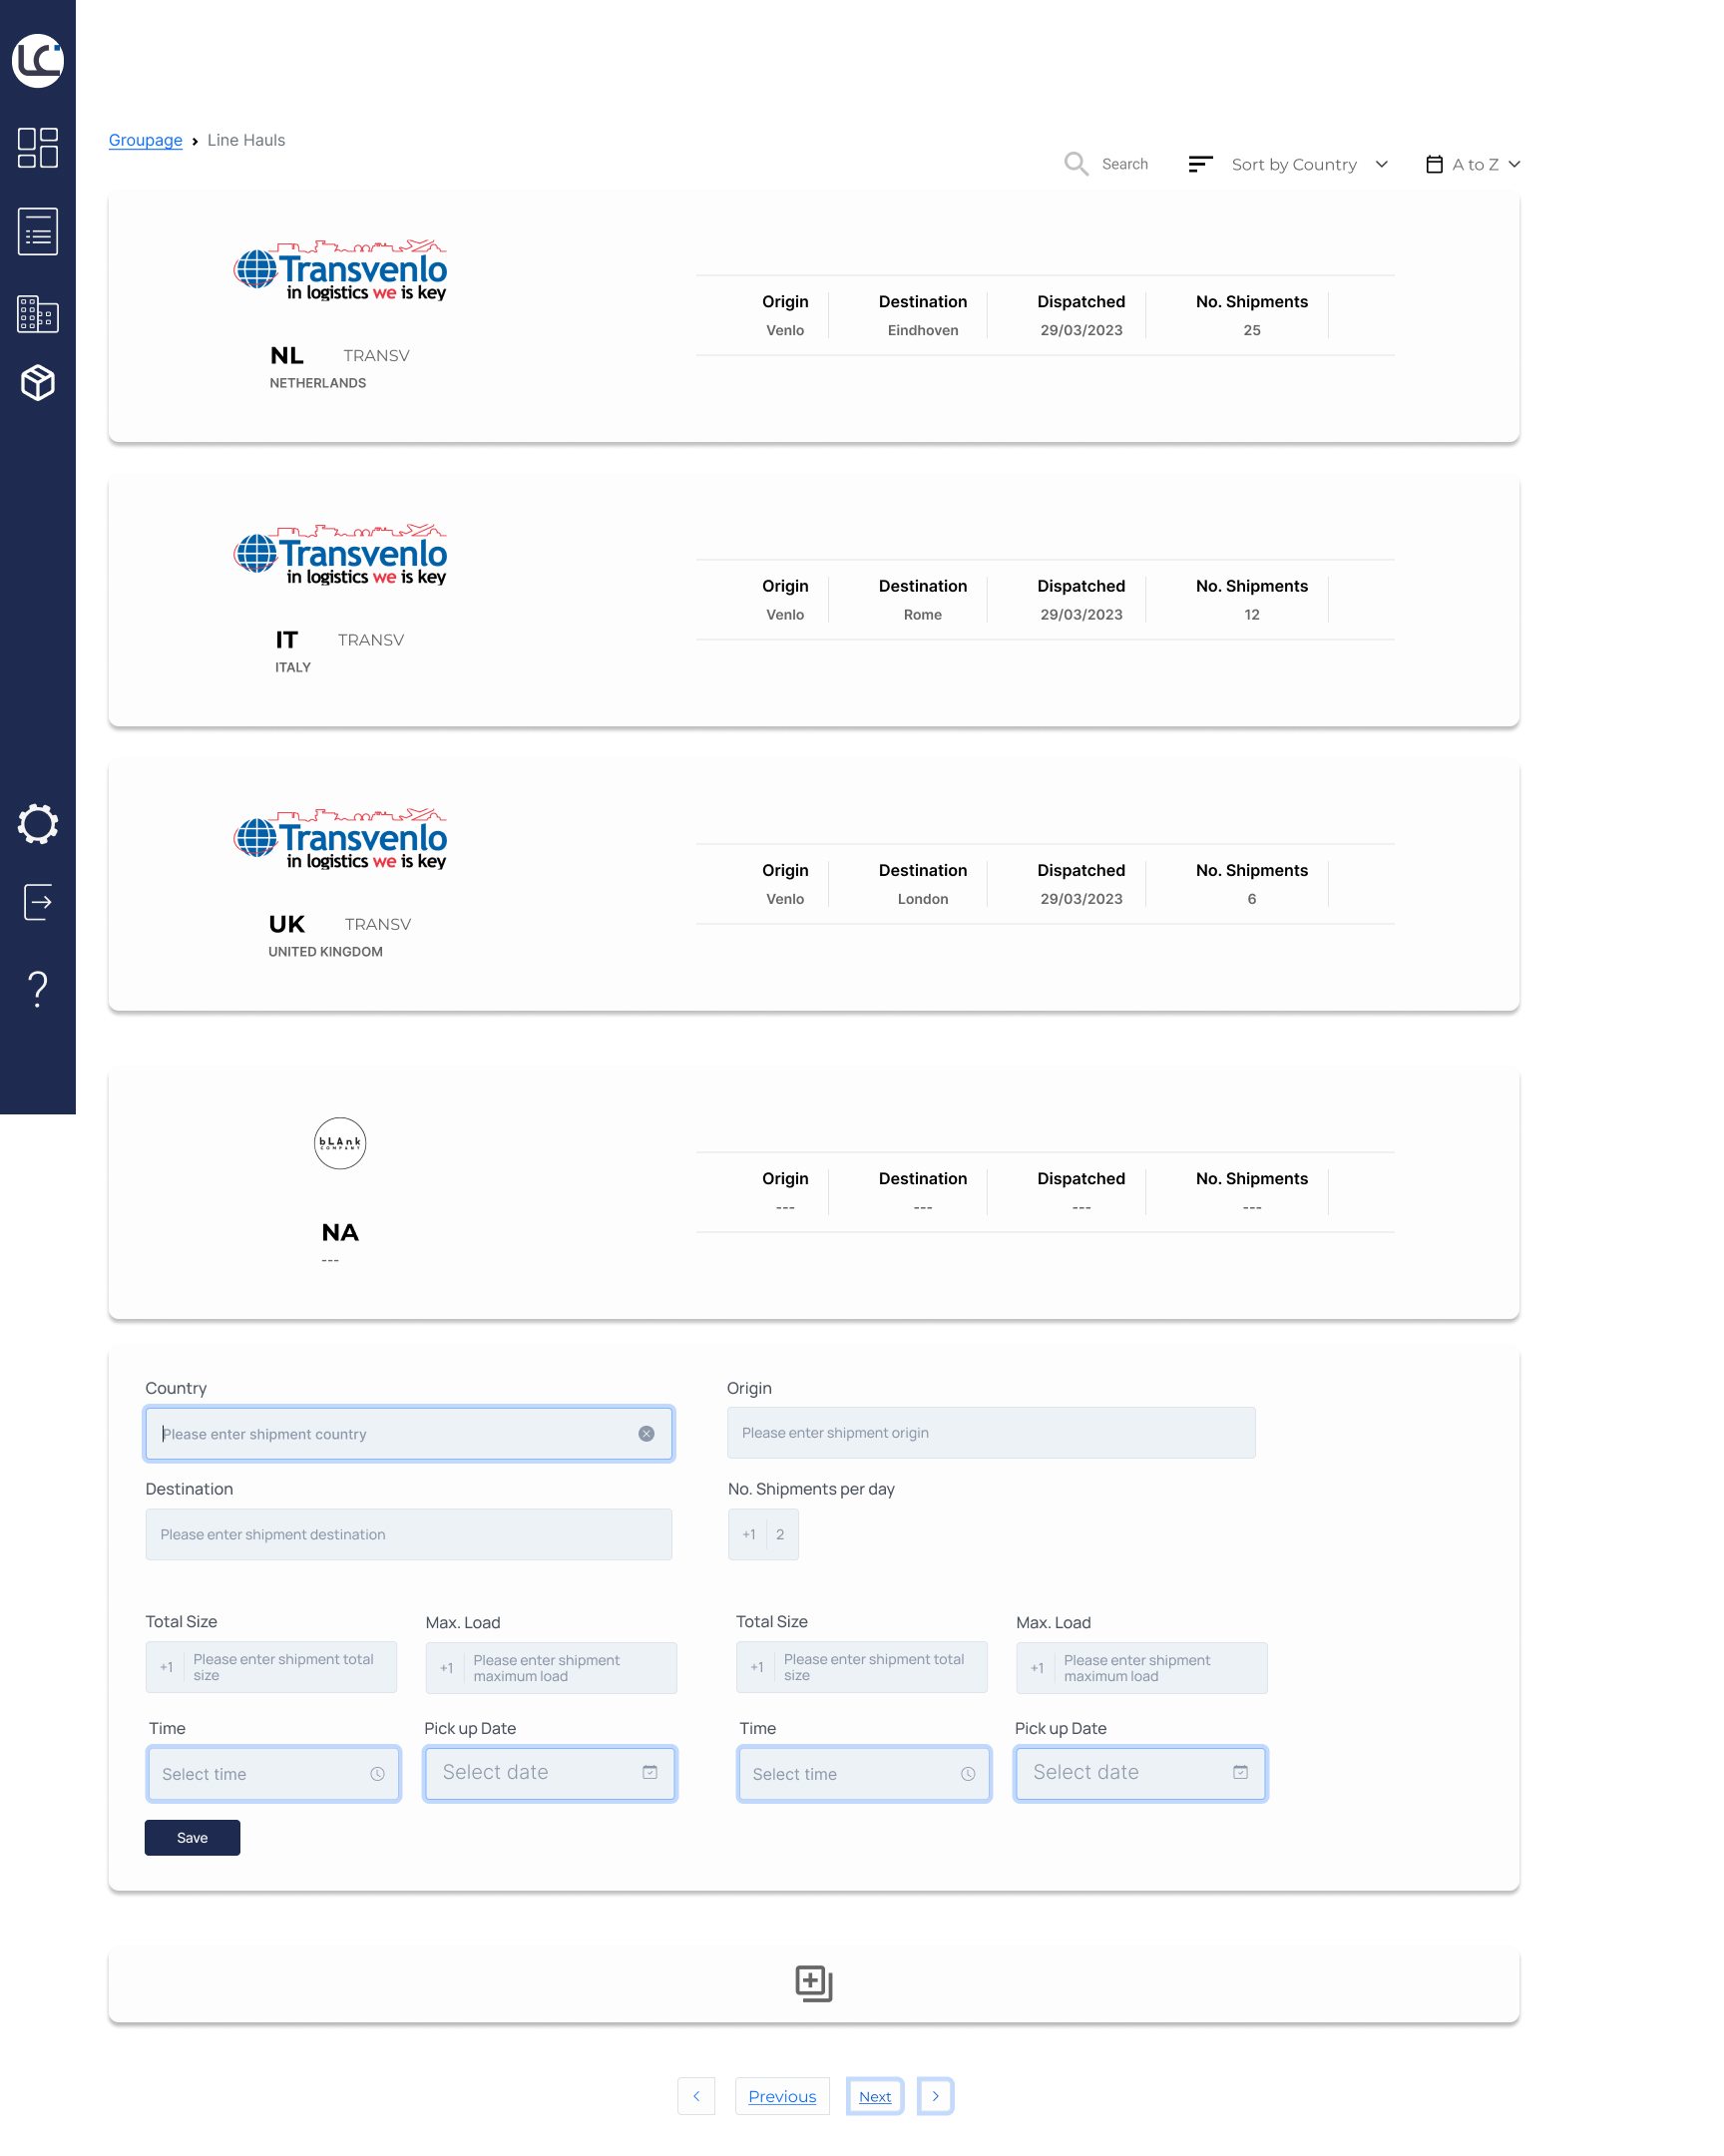 LC
Groupage › Line Hauls
Search
Sort by Country
A to Z
Transvenlo
in logistics we is key
NL TRANSV
NETHERLANDS
Origin Destination Dispatched No. Shipments
Venlo Eindhoven 29/03/2023 25
Transvenlo
in logistics we is key
IT TRANSV
ITALY
Origin Destination Dispatched No. Shipments
Venlo Rome 29/03/2023 12
Transvenlo
in logistics we is key
UK TRANSV
UNITED KINGDOM
Origin Destination Dispatched No. Shipments
Venlo London 29/03/2023 6
bLAnk
COMPANY
NA
---
Origin Destination Dispatched No. Shipments
--- --- --- ---
Country
Please enter shipment country
Origin
Please enter shipment origin
Destination
Please enter shipment destination
No. Shipments per day
+1 2
Total Size
+1 Please enter shipment total
size
Max. Load
+1 Please enter shipment
maximum load
Total Size
+1 Please enter shipment total
size
Max. Load
+1 Please enter shipment
maximum load
Time
Select time
Pick up Date
Select date
Time
Select time
Pick up Date
Select date
Save
Previous
Next